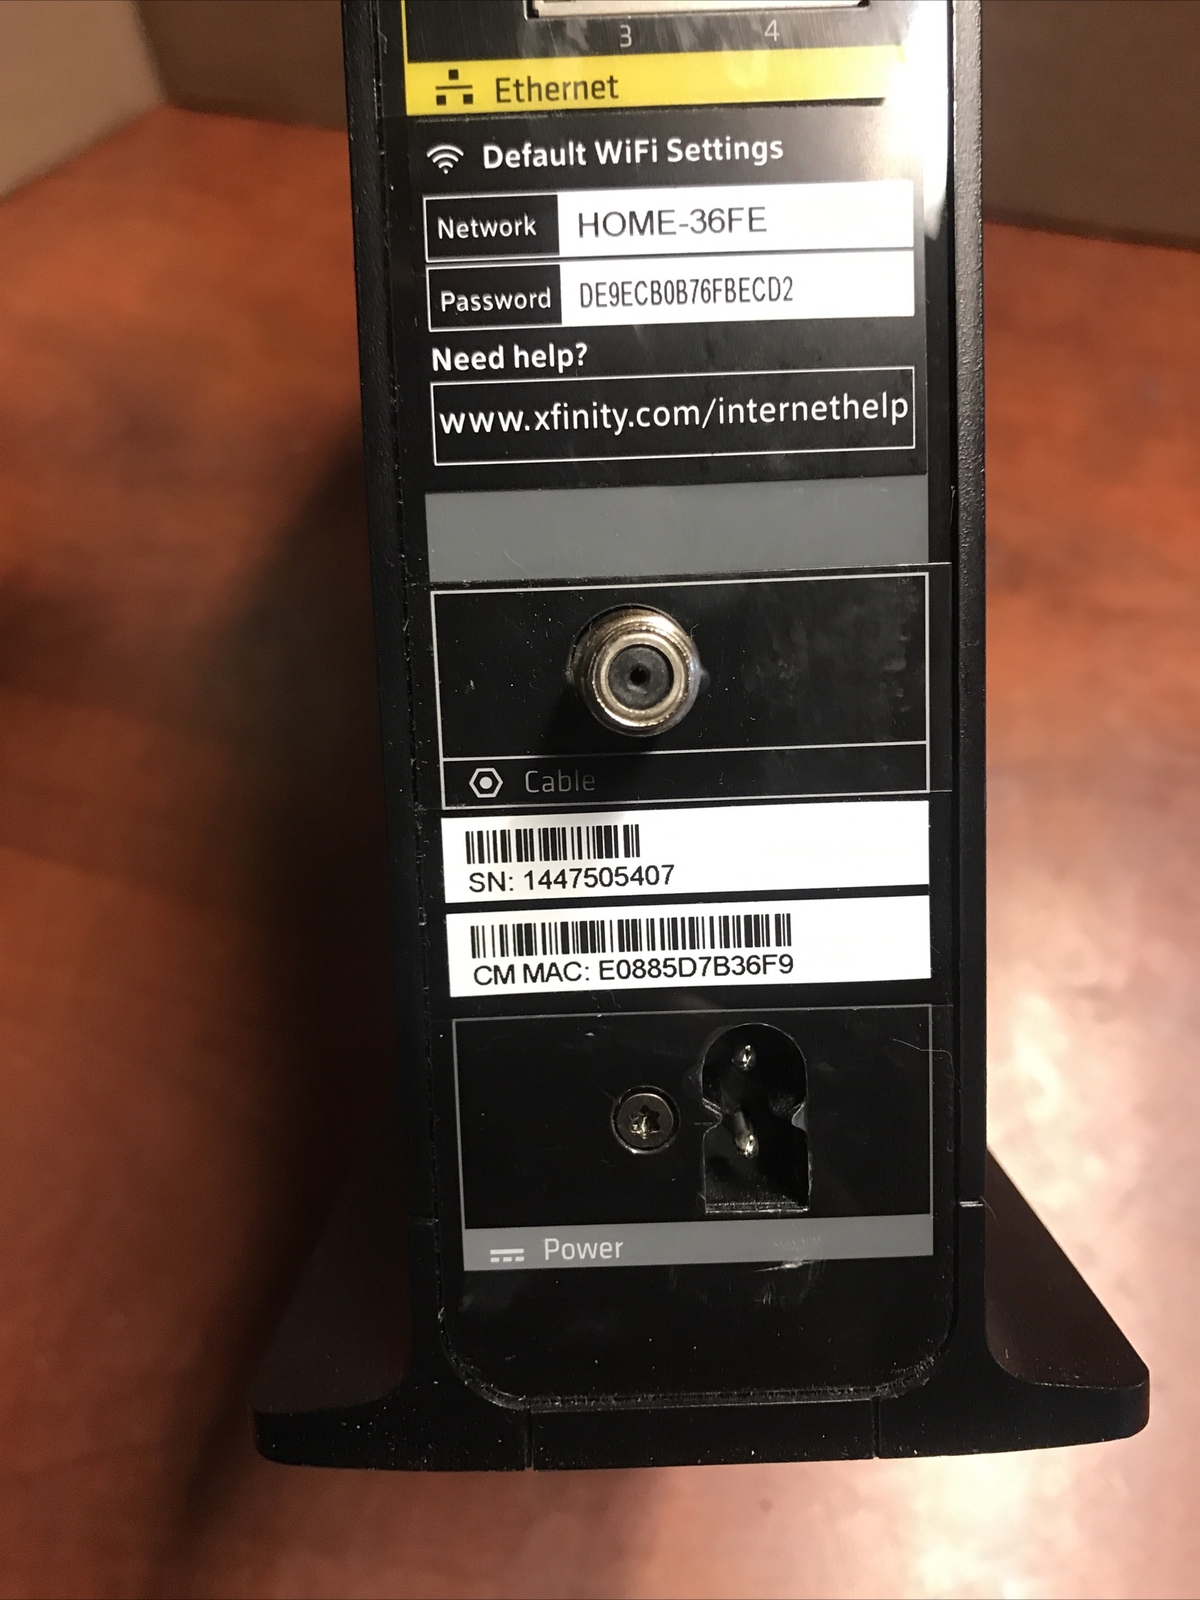 3 4
Ethernet
Default WiFi Settings
Network HOME-36FE
Password DE9ECB0B76FBECD2
Need help?
www.xfinity.com/internethelp
Cable
SN: 1447505407
CM MAC: E0885D7B36F9
Power